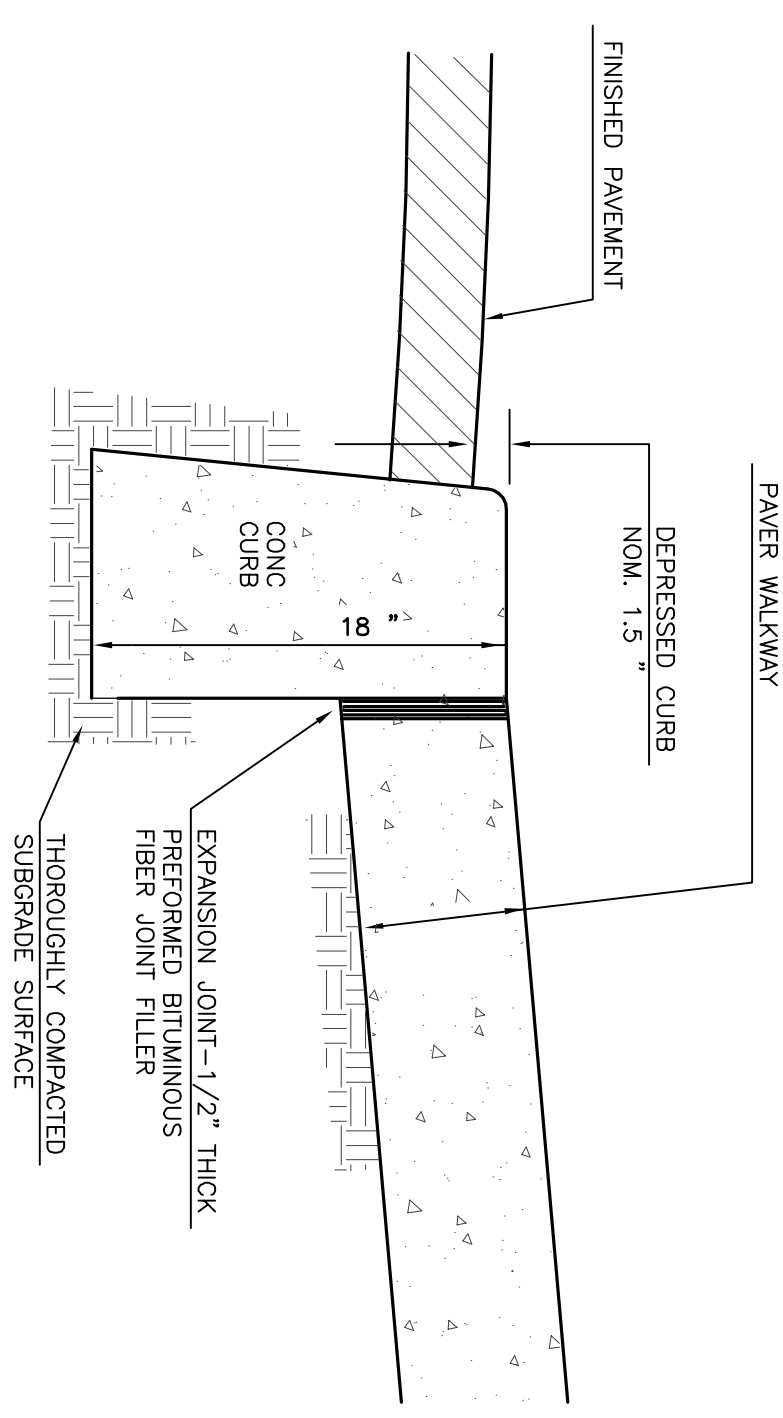 PAVER WALKWAY
DEPRESSED CURB
NOM. 1.5 "
FINISHED PAVEMENT
18 "
CONC
CURB
EXPANSION JOINT-1/2" THICK
PREFORMED BITUMINOUS
FIBER JOINT FILLER
THOROUGHLY COMPACTED
SUBGRADE SURFACE